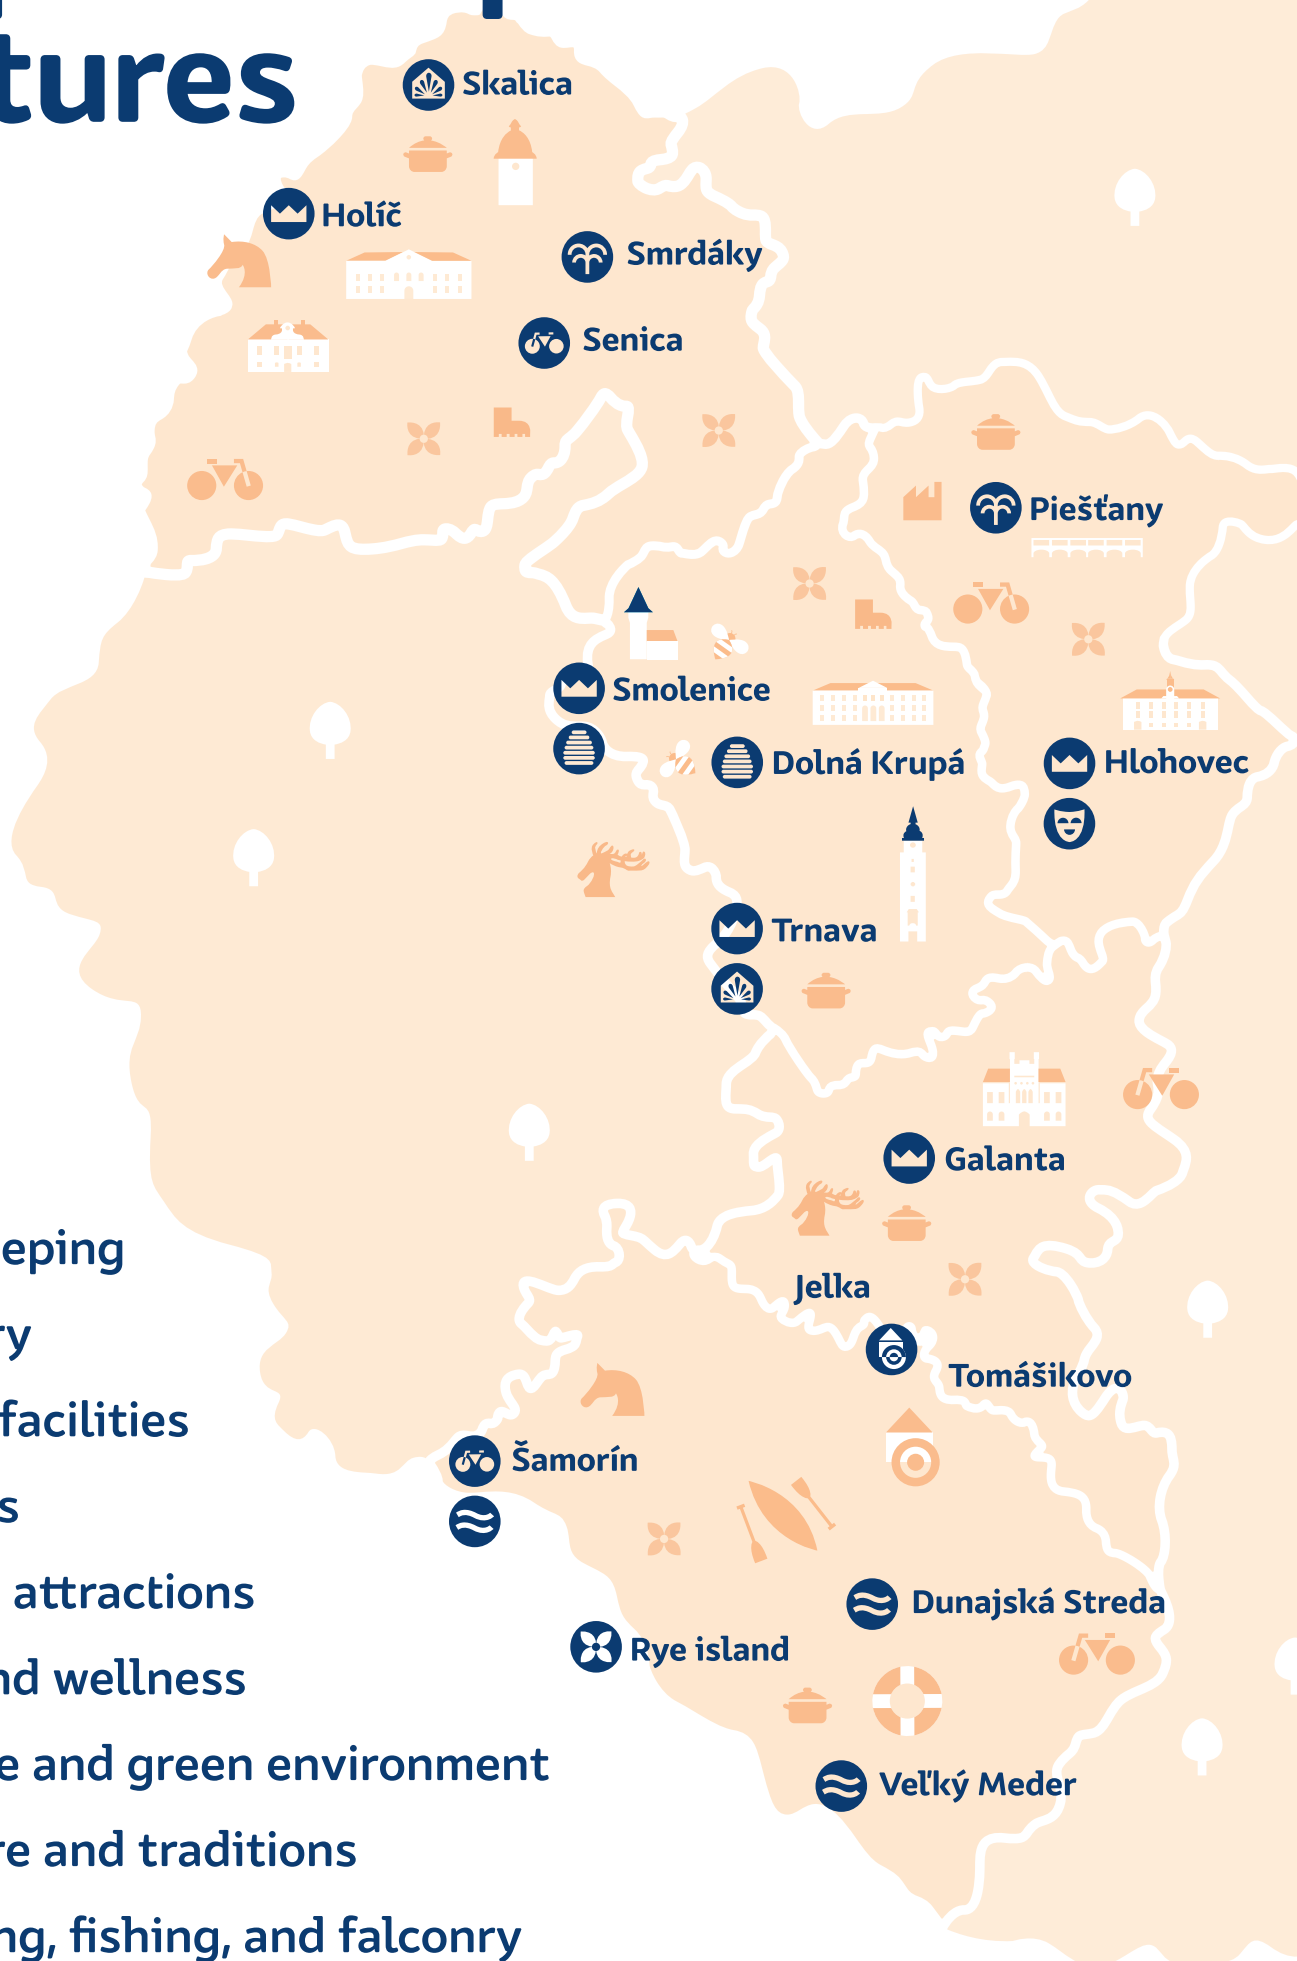 tures
Skalica
Holíč
Smrdáky
Senica
Piešťany
Smolenice
Dolná Krupá
Hlohovec
Trnava
Galanta
eeping
Jelka
ry
Tomášikovo
facilities
Šamorín
s
attractions
Dunajská Streda
Rye island
nd wellness
e and green environment
Veľký Meder
re and traditions
ng, fishing, and falconry